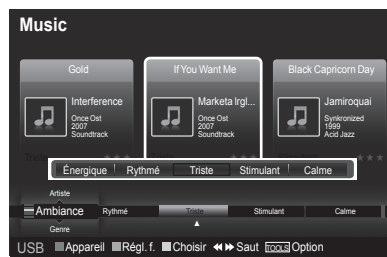 Music
Gold
If You Want Me
Black Capricorn Day
Interference
Once Ost
2007
Soundtrack
Marketa Irgl...
Once Ost
2007
Soundtrack
Jamiroquai
Synkronized
1999
Acid Jazz
Énergique Rythmé Triste Stimulant Calme
Artiste
Ambiance Rythmé Triste Stimulant Calme
Genre
USB Appareil Régl. f. Choisir Saut TOOLS Option